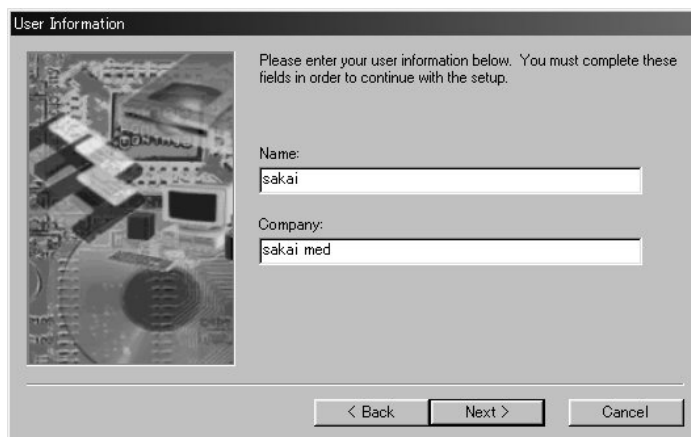 User Information
Please enter your user information below. You must complete these
fields in order to continue with the setup.
Name:
sakai
Company:
sakai med
< Back
Next >
Cancel